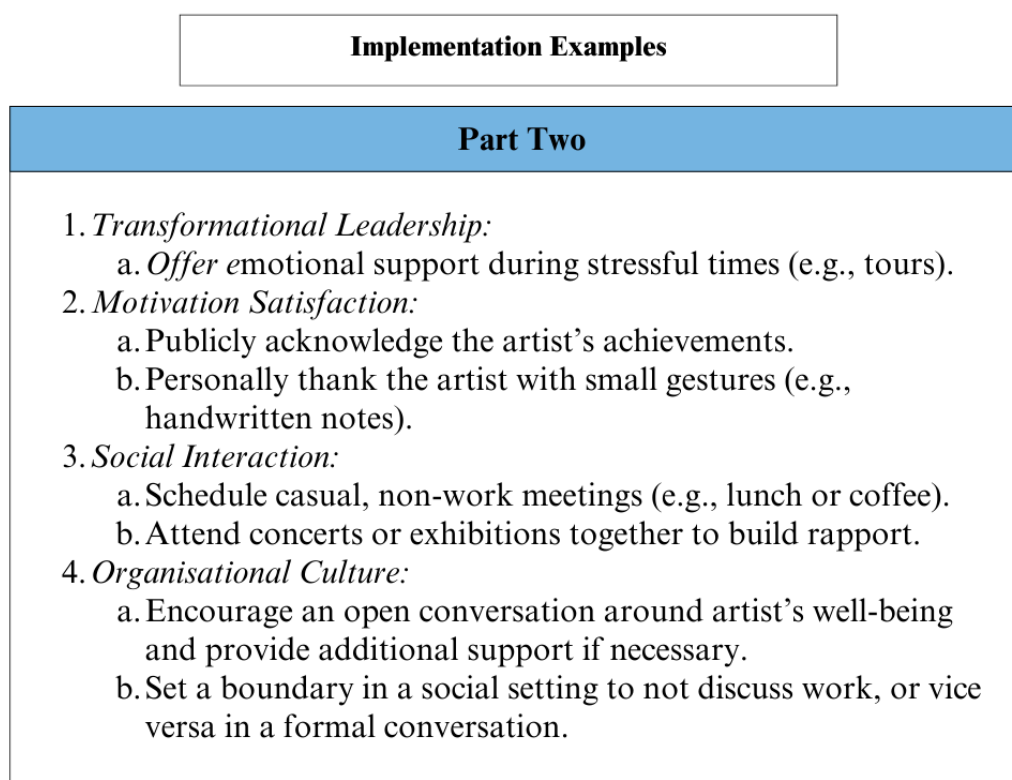 Implementation Examples
Part Two
1. Transformational Leadership:
a. Offer emotional support during stressful times (e.g., tours).
2. Motivation Satisfaction:
a. Publicly acknowledge the artist’s achievements.
b. Personally thank the artist with small gestures (e.g.,
handwritten notes).
3. Social Interaction:
a. Schedule casual, non-work meetings (e.g., lunch or coffee).
b. Attend concerts or exhibitions together to build rapport.
4. Organisational Culture:
a. Encourage an open conversation around artist’s well-being
and provide additional support if necessary.
b. Set a boundary in a social setting to not discuss work, or vice
versa in a formal conversation.